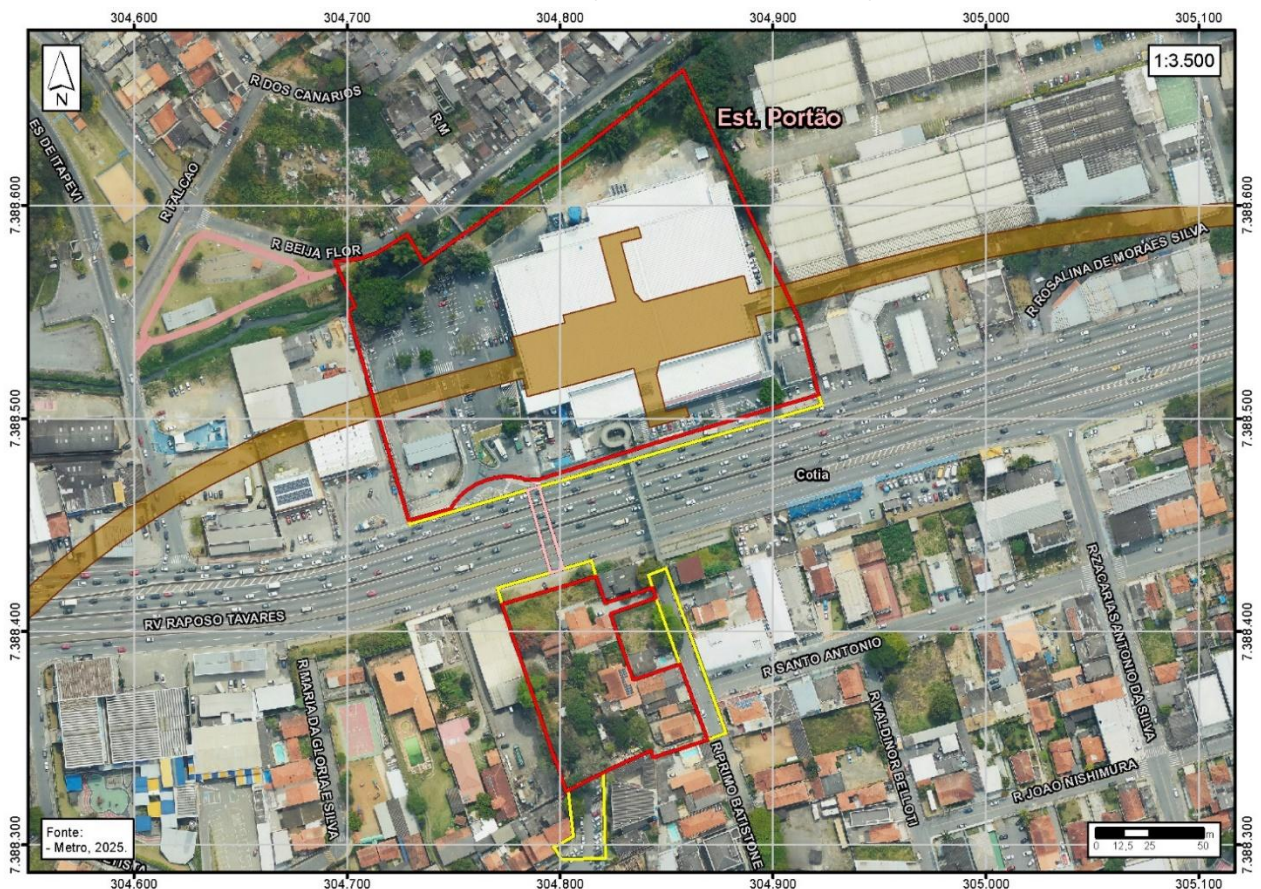 304.600 304.700 304.800 304.900 305.000 305.100
N
1:3.500
R DOS CANARIOS
R M
Est. Portão
ES DE ITAPEVI
R FALCAO
7.388.600
7.388.600
R BEIJA FLOR
R ROSALINA DE MORAES SILVA
7.388.500
7.388.500
Cotia
RV RAPOSO TAVARES
7.388.400
7.388.400
R SANTO ANTONIO
R ZACARIAS ANTONIO DA SILVA
R MARIA DA GLORIA E SILVA
R VALDINOR BELLOTI
R PRIMO BATISTONE
R JOAO NISHIMURA
Fonte:
- Metro, 2025.
0 12,5 25 50
m
7.388.300
7.388.300
304.600 304.700 304.800 304.900 305.000 305.100